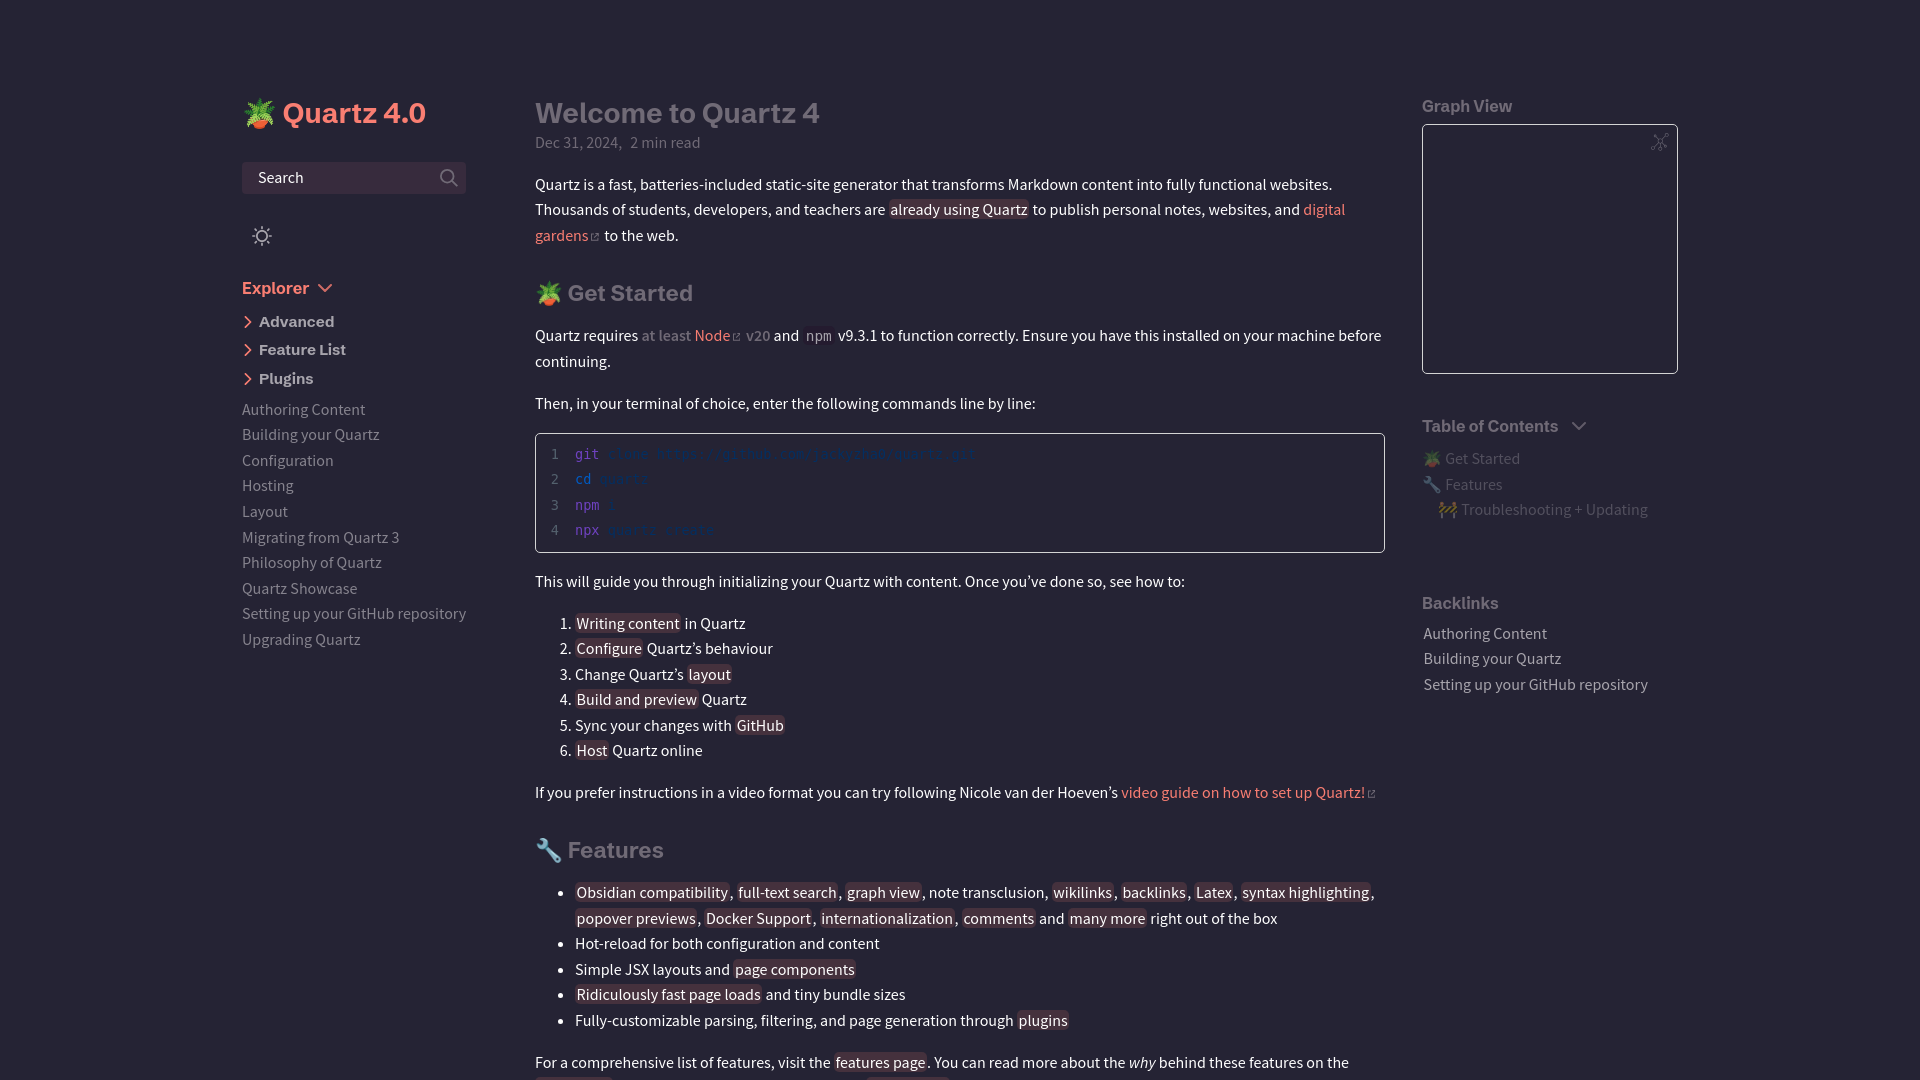 Quartz 4.0
Search
Explorer
Advanced
Feature List
Plugins
Authoring Content
Building your Quartz
Configuration
Hosting
Layout
Migrating from Quartz 3
Philosophy of Quartz
Quartz Showcase
Setting up your GitHub repository
Upgrading Quartz
Welcome to Quartz 4
Dec 31, 2024, 2 min read
Quartz is a fast, batteries-included static-site generator that transforms Markdown content into fully functional websites.
Thousands of students, developers, and teachers are already using Quartz to publish personal notes, websites, and digital
gardens to the web.
Get Started
Quartz requires at least Node v20 and npm v9.3.1 to function correctly. Ensure you have this installed on your machine before
continuing.
Then, in your terminal of choice, enter the following commands line by line:
1 git
2 cd
3 npm
4 npx
This will guide you through initializing your Quartz with content. Once you’ve done so, see how to:
1. Writing content in Quartz
2. Configure Quartz’s behaviour
3. Change Quartz’s layout
4. Build and preview Quartz
5. Sync your changes with GitHub
6. Host Quartz online
If you prefer instructions in a video format you can try following Nicole van der Hoeven’s video guide on how to set up Quartz!
Features
• Obsidian compatibility, full-text search, graph view, note transclusion, wikilinks, backlinks, Latex, syntax highlighting,
popover previews, Docker Support, internationalization, comments and many more right out of the box
• Hot-reload for both configuration and content
• Simple JSX layouts and page components
• Ridiculously fast page loads and tiny bundle sizes
• Fully-customizable parsing, filtering, and page generation through plugins
For a comprehensive list of features, visit the features page. You can read more about the why behind these features on the
Graph View
Table of Contents
Get Started
Features
Troubleshooting + Updating
Backlinks
Authoring Content
Building your Quartz
Setting up your GitHub repository